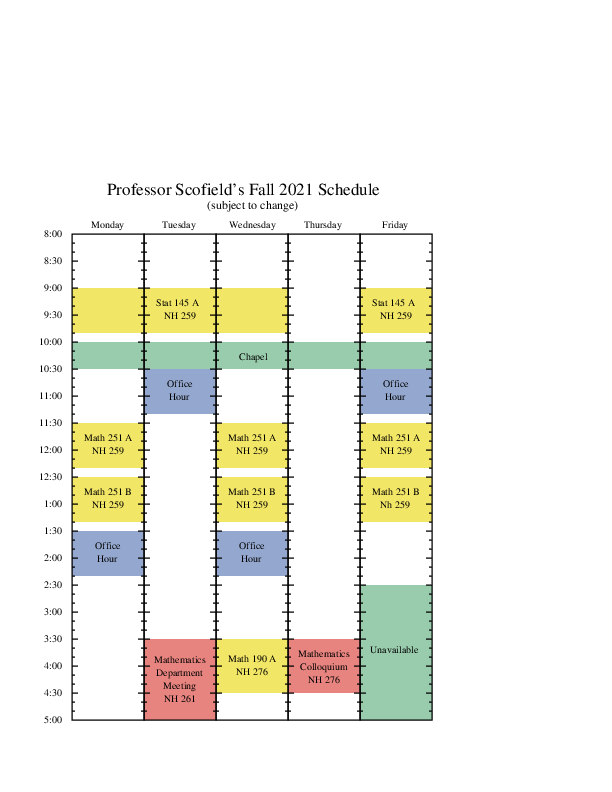 Professor Scofield's Fall 2021 Schedule
(subject to change)
Monday Tuesday Wednesday Thursday Friday
8:00
8:30
9:00
Stat 145 A Stat 145 A
9:30 NH 259 NH 259
10:00
Chapel
10:30
Office Office
11:00 Hour Hour
11:30
Math 251 A Math 251 A Math 251 A
12:00 NH 259 NH 259 NH 259
12:30
Math 251 B Math 251 B Math 251 B
1:00 NH 259 NH 259 Nh 259
1:30
Office Office
2:00 Hour Hour
2:30
3:00
3:30
Unavailable
Mathematics Math 190 A Mathematics
4:00 Department NH 276 Colloquium
Meeting NH 276
4:30 NH 261
5:00